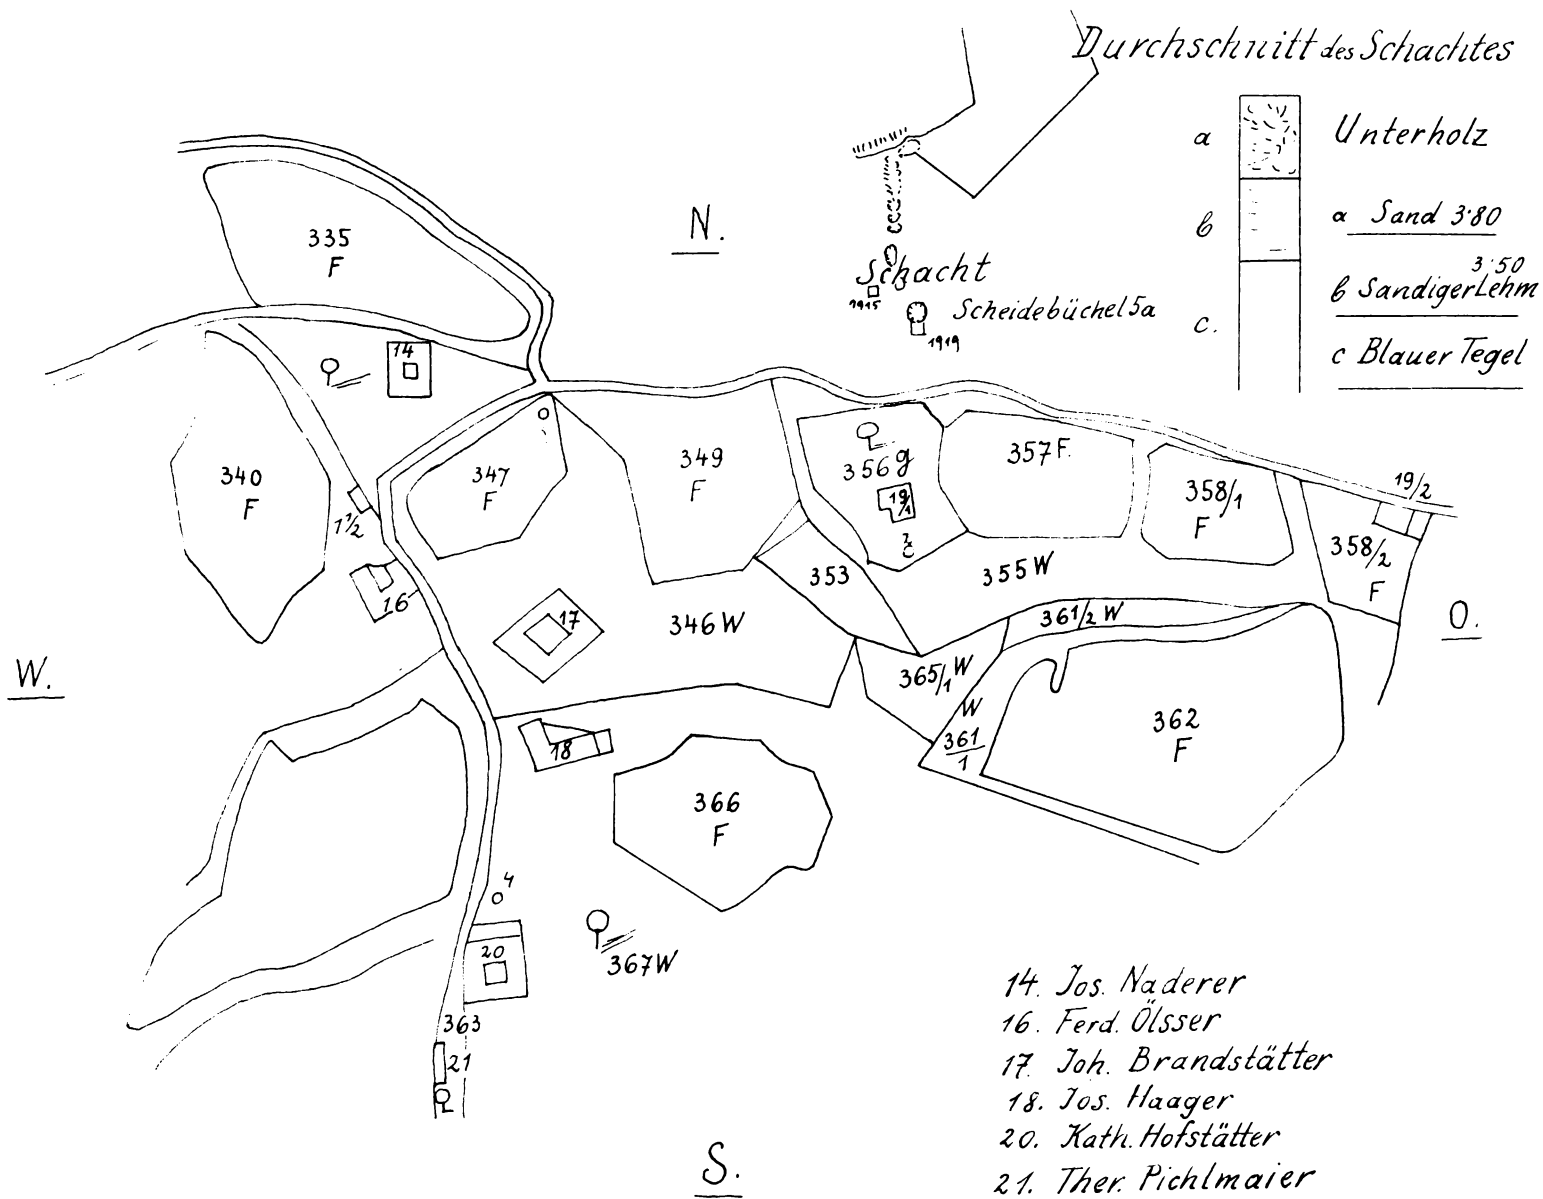 Durchschnitt des Schachtes
a
Unterholz
b
a Sand 3·80
c.
3·50
b Sandiger Lehm
c Blauer Tegel
N.
Schacht
1915
Scheidebüchel 5a
1919
335
F
14
340
F
347
F
349
F
356 g
19/1
357 F.
358/1
F
19/2
358/2
F
1 1/2
16
17
346 W
353
355 W
361/2 W
O.
W.
365/1 W
W
361/1
362
F
18
366
F
4
20
367 W
363
21
S.
14. Jos. Naderer
16. Ferd. Ölsser
17. Joh. Brandstätter
18. Jos. Haager
20. Kath. Hofstätter
21. Ther. Pichlmaier